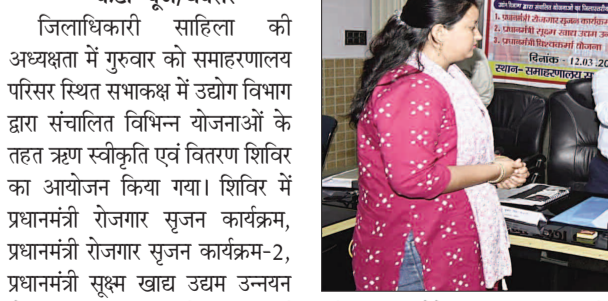 जिलाधिकारी साहिला की
अध्यक्षता में गुरुवार को समाहरणालय
परिसर स्थित सभाकक्ष में उद्योग विभाग
द्वारा संचालित विभिन्न योजनाओं के
तहत ऋण स्वीकृति एवं वितरण शिविर
का आयोजन किया गया। शिविर में
प्रधानमंत्री रोजगार सृजन कार्यक्रम,
प्रधानमंत्री रोजगार सृजन कार्यक्रम-2,
प्रधानमंत्री सूक्ष्म खाद्य उद्यम उन्नयन
द्वारा संचालित विभिन्न योजनाओं का
1. प्रधानमंत्री रोजगार सृजन कार्यक्रम
2. प्रधानमंत्री सूक्ष्म खाद्य उद्यम
3. प्रधानमंत्री विश्वकर्मा योजना
दिनांक - 12.03.20
स्थान- समाहरणालय